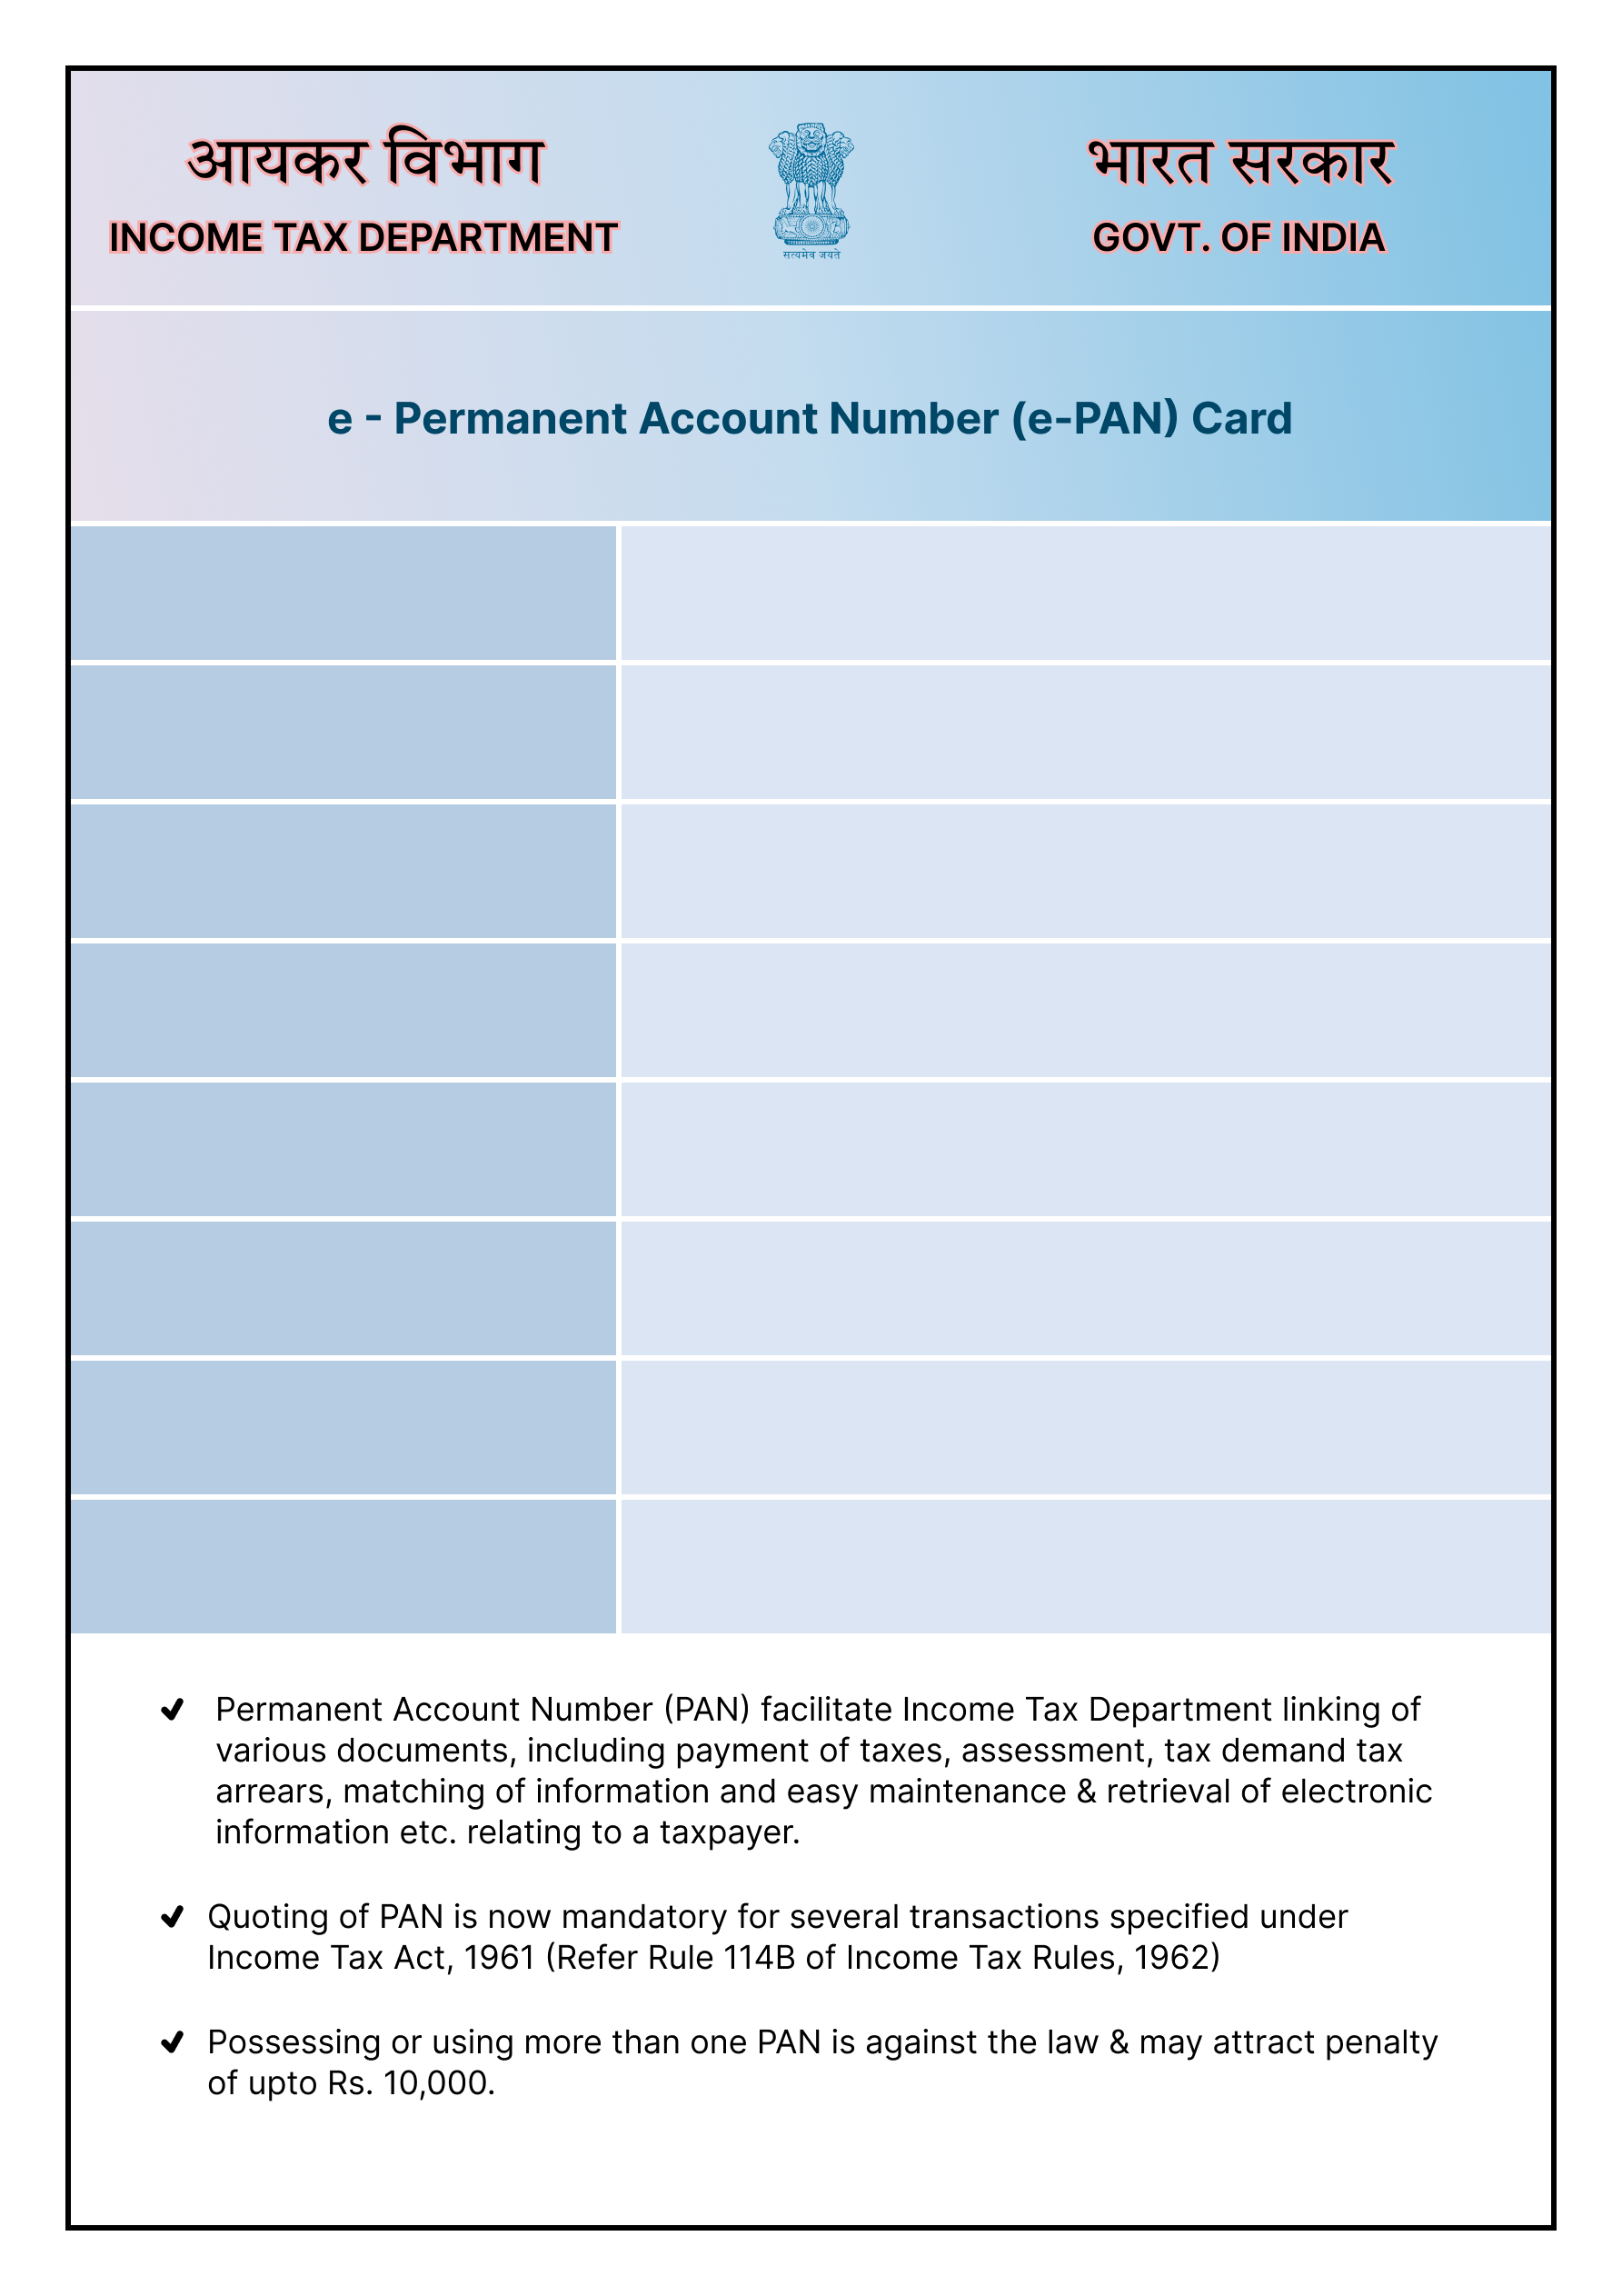 आयकर विभाग
INCOME TAX DEPARTMENT
सत्यमेव जयते
भारत सरकार
GOVT. OF INDIA
e - Permanent Account Number (e-PAN) Card
Permanent Account Number (PAN) facilitate Income Tax Department linking of
various documents, including payment of taxes, assessment, tax demand tax
arrears, matching of information and easy maintenance & retrieval of electronic
information etc. relating to a taxpayer.
Quoting of PAN is now mandatory for several transactions specified under
Income Tax Act, 1961 (Refer Rule 114B of Income Tax Rules, 1962)
Possessing or using more than one PAN is against the law & may attract penalty
of upto Rs. 10,000.